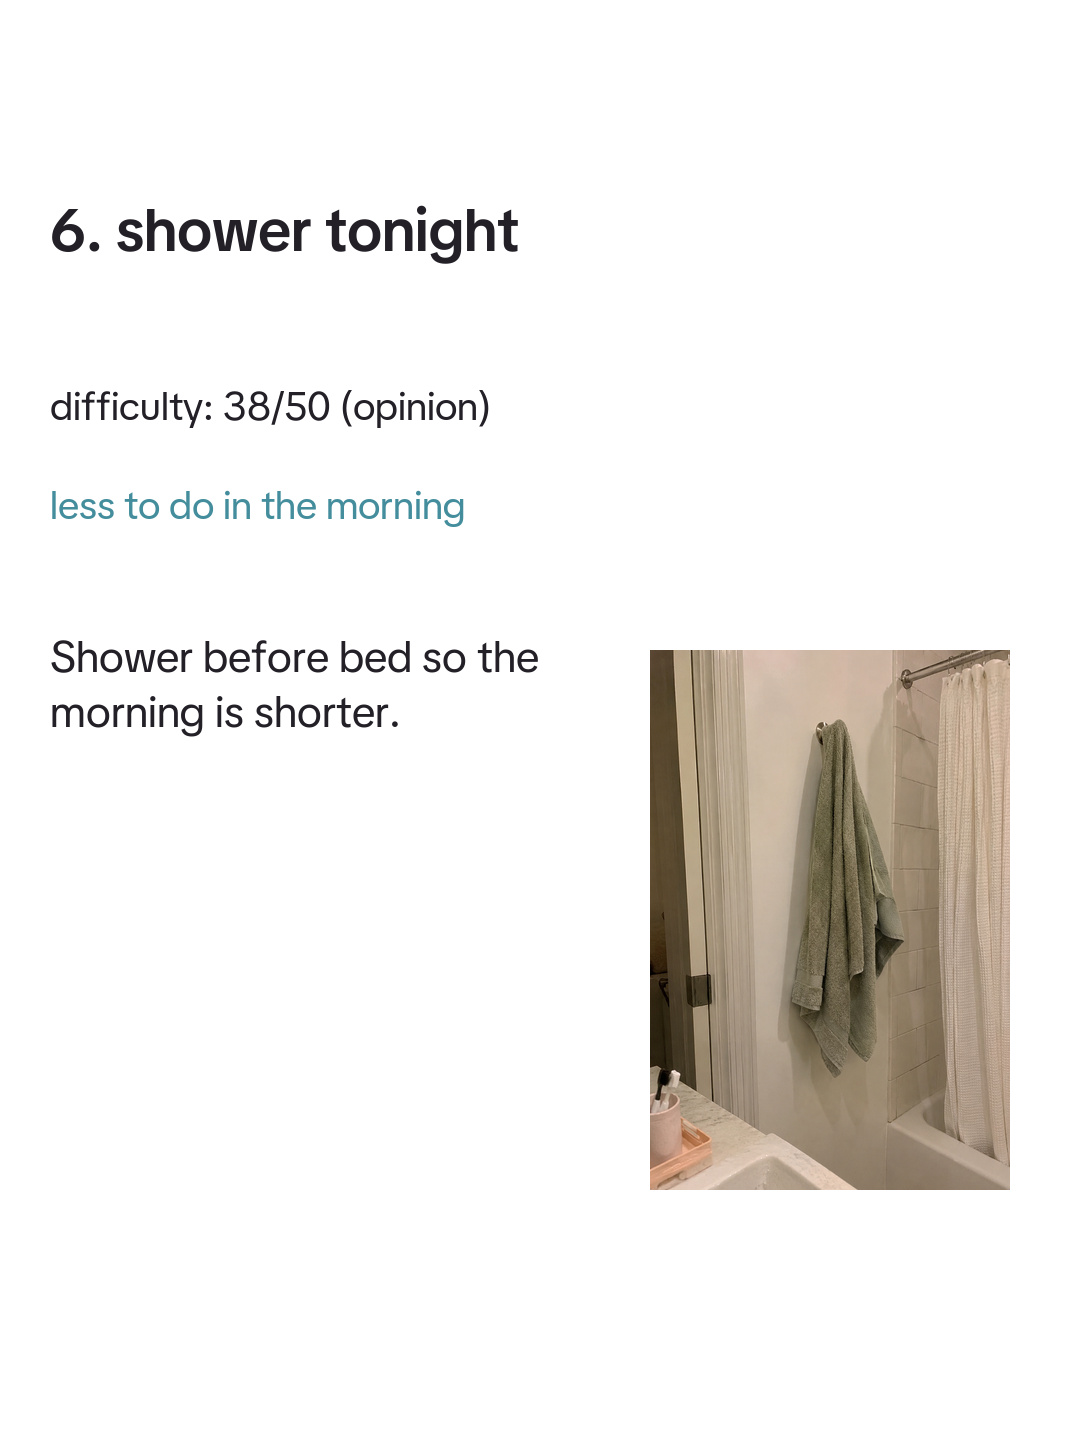 6. shower tonight
difficulty: 38/50 (opinion)
less to do in the morning
Shower before bed so the
morning is shorter.